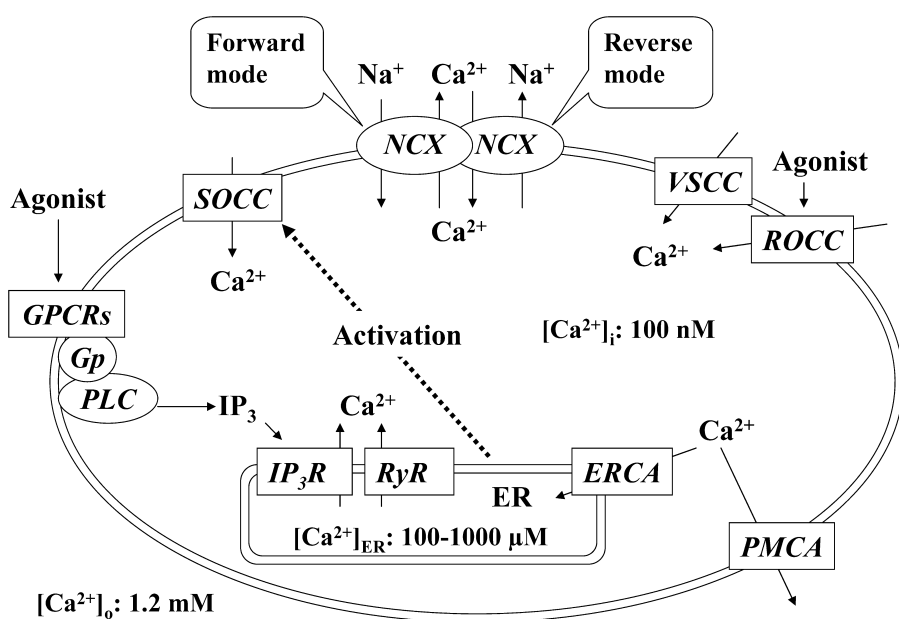 Forward
mode
Reverse
mode
Na⁺
Ca²⁺
Na⁺
NCX
NCX
Agonist
SOCC
VSCC
Agonist
Ca²⁺
Ca²⁺
Ca²⁺
ROCC
GPCRs
Gp
PLC
Activation
[Ca²⁺]ᵢ: 100 nM
IP₃
Ca²⁺
Ca²⁺
IP₃R
RyR
ER
ERCA
[Ca²⁺]ER: 100-1000 µM
PMCA
[Ca²⁺]ₒ: 1.2 mM